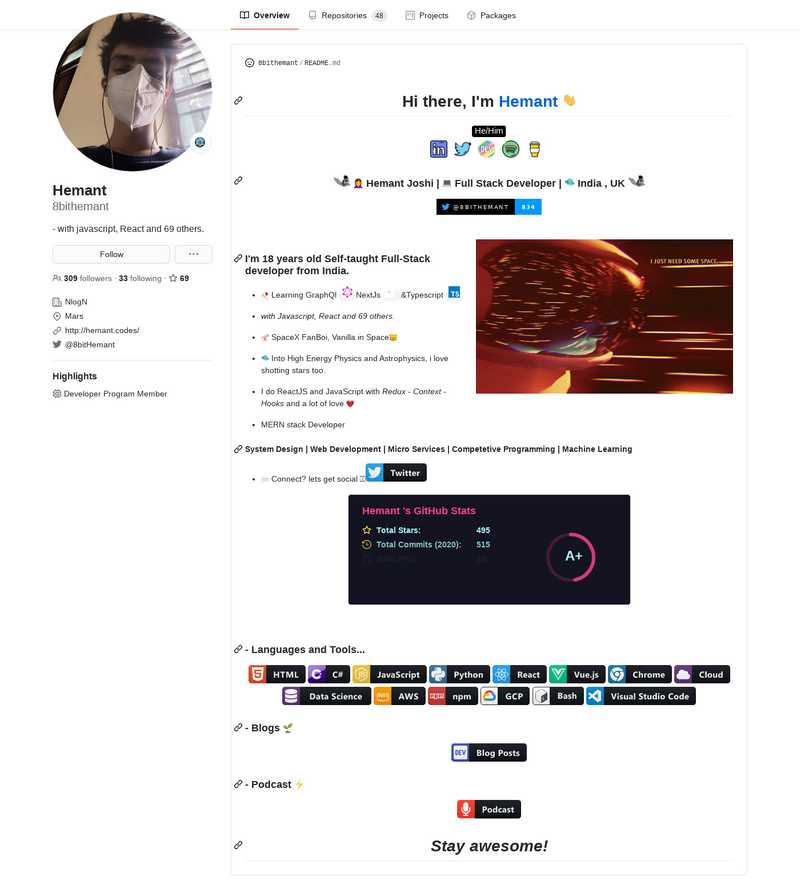 Overview
Repositories 48
Projects
Packages
Hemant
8bithemant
- with javascript, React and 69 others.
Follow
309 followers · 33 following · 69
NlogN
Mars
http://hemant.codes/
@8bitHemant
Highlights
Developer Program Member
8bithemant / README.md
Hi there, I'm Hemant
He/Him
in
DEV
Hemant Joshi | Full Stack Developer | India , UK
@8BITHEMANT 834
I'm 18 years old Self-taught Full-Stack
developer from India.
Learning GraphQl NextJs &Typescript TS
with Javascript, React and 69 others.
SpaceX FanBoi, Vanilla in Space
Into High Energy Physics and Astrophysics, i love
shotting stars too.
I do ReactJS and JavaScript with Redux - Context -
Hooks and a lot of love
MERN stack Developer
I JUST NEED SOME SPACE.
System Design | Web Development | Micro Services | Competetive Programming | Machine Learning
Connect? lets get social Twitter
Hemant 's GitHub Stats
Total Stars: 495
Total Commits (2020): 515
A+
- Languages and Tools...
HTML C# JavaScript Python React Vue.js Chrome Cloud
Data Science AWS npm GCP Bash Visual Studio Code
- Blogs
DEV Blog Posts
- Podcast
Podcast
Stay awesome!